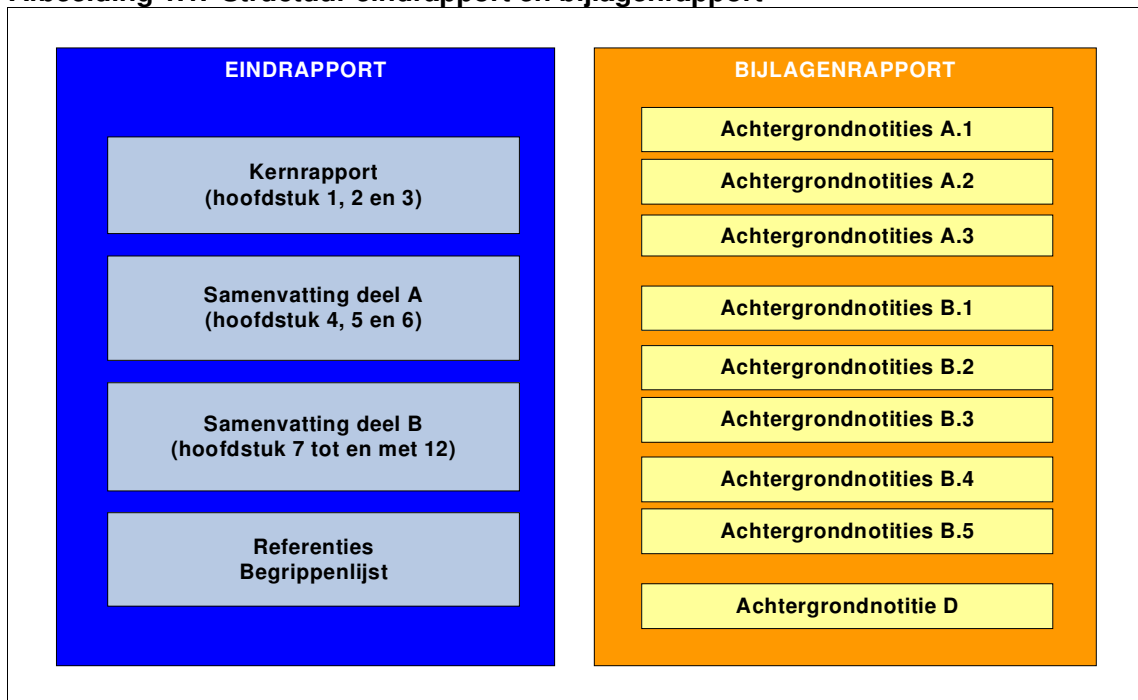 EINDRAPPORT
Kernrapport
(hoofdstuk 1, 2 en 3)
Samenvatting deel A
(hoofdstuk 4, 5 en 6)
Samenvatting deel B
(hoofdstuk 7 tot en met 12)
Referenties
Begrippenlijst
BIJLAGENRAPPORT
Achtergrondnotities A.1
Achtergrondnotities A.2
Achtergrondnotities A.3
Achtergrondnotities B.1
Achtergrondnotities B.2
Achtergrondnotities B.3
Achtergrondnotities B.4
Achtergrondnotities B.5
Achtergrondnotitie D